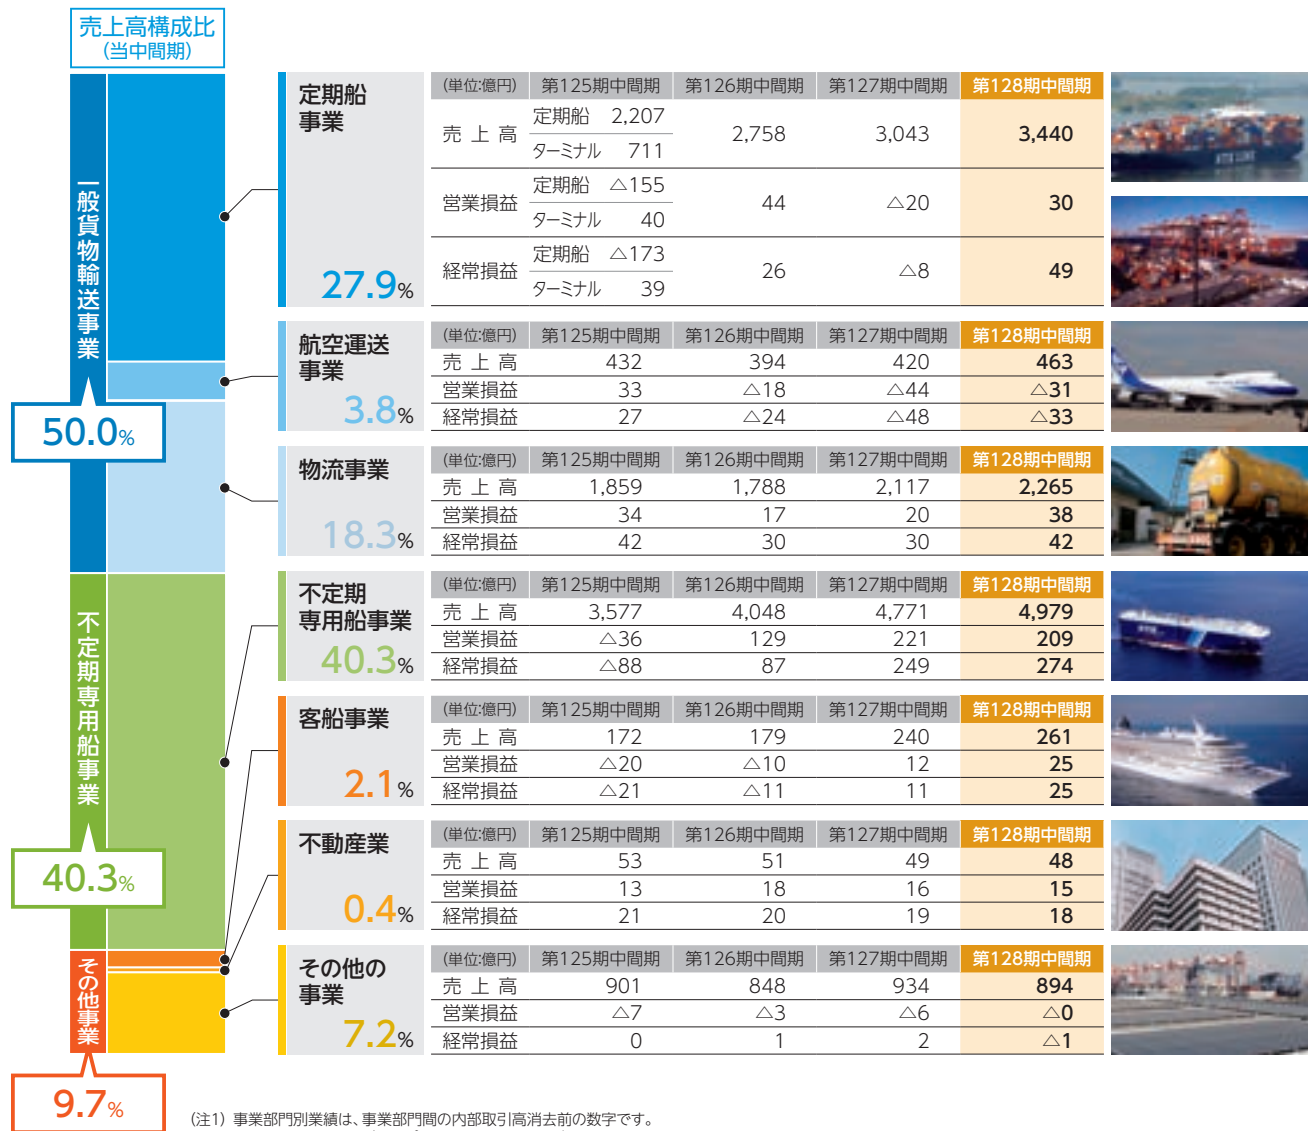 売上高構成比
(当中間期)
一般貨物輸送事業
50.0%
不定期専用船事業
40.3%
その他事業
9.7%
定期船
事業
27.9%
(単位:億円) 第125期中間期 第126期中間期 第127期中間期 第128期中間期
売上高 定期船 2,207 ターミナル 711 2,758 3,043 3,440
営業損益 定期船 △155 ターミナル 40 44 △20 30
経常損益 定期船 △173 ターミナル 39 26 △8 49
航空運送
事業
3.8%
(単位:億円) 第125期中間期 第126期中間期 第127期中間期 第128期中間期
売上高 432 394 420 463
営業損益 33 △18 △44 △31
経常損益 27 △24 △48 △33
物流事業
18.3%
(単位:億円) 第125期中間期 第126期中間期 第127期中間期 第128期中間期
売上高 1,859 1,788 2,117 2,265
営業損益 34 17 20 38
経常損益 42 30 30 42
不定期
専用船事業
40.3%
(単位:億円) 第125期中間期 第126期中間期 第127期中間期 第128期中間期
売上高 3,577 4,048 4,771 4,979
営業損益 △36 129 221 209
経常損益 △88 87 249 274
客船事業
2.1%
(単位:億円) 第125期中間期 第126期中間期 第127期中間期 第128期中間期
売上高 172 179 240 261
営業損益 △20 △10 12 25
経常損益 △21 △11 11 25
不動産業
0.4%
(単位:億円) 第125期中間期 第126期中間期 第127期中間期 第128期中間期
売上高 53 51 49 48
営業損益 13 18 16 15
経常損益 21 20 19 18
その他の
事業
7.2%
(単位:億円) 第125期中間期 第126期中間期 第127期中間期 第128期中間期
売上高 901 848 934 894
営業損益 △7 △3 △6 △0
経常損益 0 1 2 △1
(注1) 事業部門別業績は、事業部門間の内部取引高消去前の数字です。